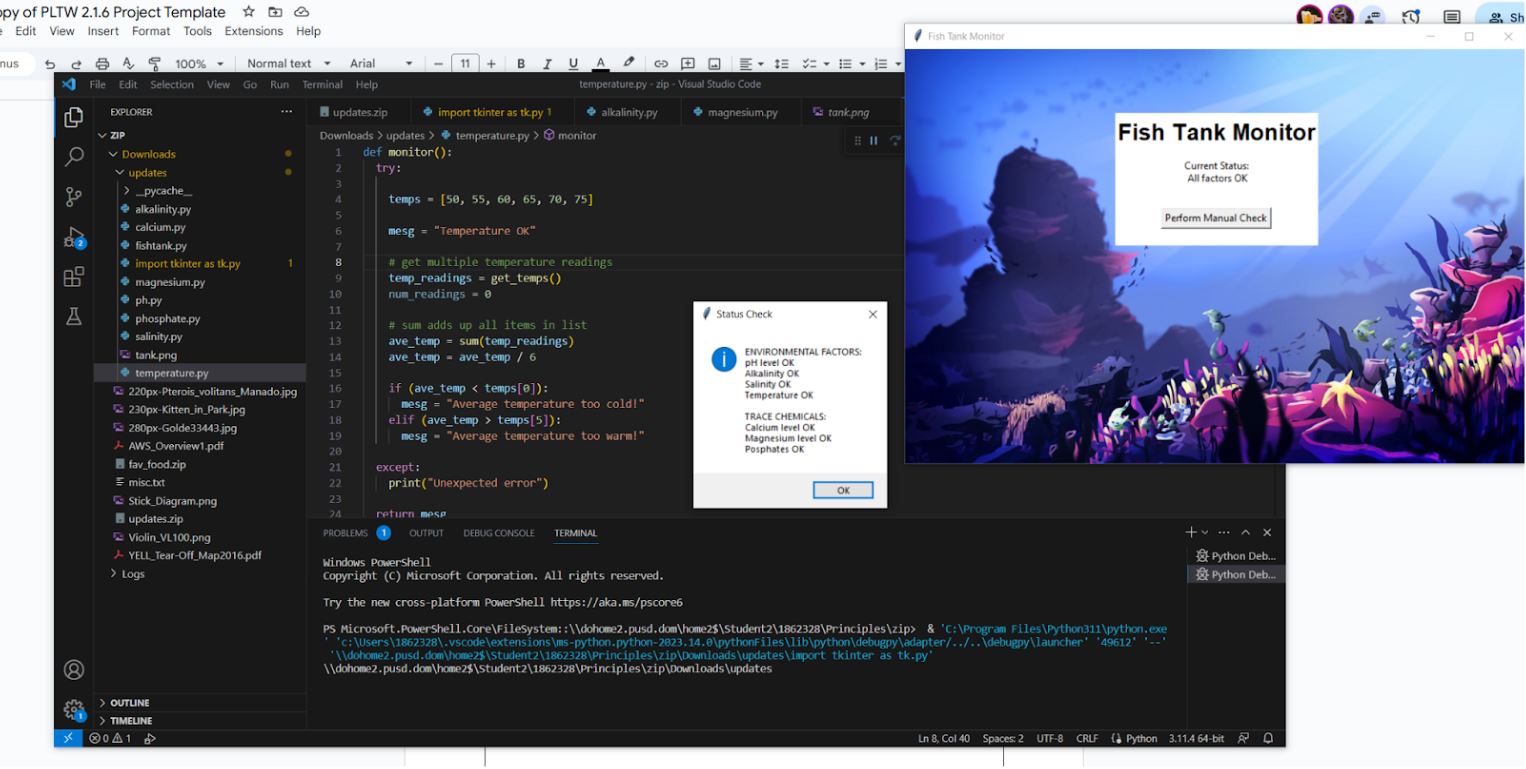 opy of PLTW 2.1.6 Project Template
Edit View Insert Format Tools Extensions Help
Sh
nus 100% Normal text Arial 11 B I U A
Fish Tank Monitor
Fish Tank Monitor
Current Status:
All factors OK
Perform Manual Check
File Edit Selection View Go Run Terminal Help
temperature.py - zip - Visual Studio Code
EXPLORER
ZIP
Downloads
updates
__pycache__
alkalinity.py
calcium.py
fishtank.py
import tkinter as tk.py 1
magnesium.py
ph.py
phosphate.py
salinity.py
tank.png
temperature.py
220px-Pterois_volitans_Manado.jpg
230px-Kitten_in_Park.jpg
280px-Golde33443.jpg
AWS_Overview1.pdf
fav_food.zip
misc.txt
Stick_Diagram.png
updates.zip
Violin_VL100.png
YELL_Tear-Off_Map2016.pdf
Logs
OUTLINE
TIMELINE
2
1
updates.zip import tkinter as tk.py 1 alkalinity.py magnesium.py tank.png
Downloads > updates > temperature.py > monitor
1 def monitor():
2 try:
3
4 temps = [50, 55, 60, 65, 70, 75]
5
6 mesg = "Temperature OK"
7
8 # get multiple temperature readings
9 temp_readings = get_temps()
10 num_readings = 0
11
12 # sum adds up all items in list
13 ave_temp = sum(temp_readings)
14 ave_temp = ave_temp / 6
15
16 if (ave_temp < temps[0]):
17 mesg = "Average temperature too cold!"
18 elif (ave_temp > temps[5]):
19 mesg = "Average temperature too warm!"
20
21 except:
22 print("Unexpected error")
23
24 return mesg
Status Check
ENVIRONMENTAL FACTORS:
pH level OK
Alkalinity OK
Salinity OK
Temperature OK
TRACE CHEMICALS:
Calcium level OK
Magnesium level OK
Posphates OK
OK
PROBLEMS 1 OUTPUT DEBUG CONSOLE TERMINAL
Python Deb...
Python Deb...
Windows PowerShell
Copyright (C) Microsoft Corporation. All rights reserved.
Try the new cross-platform PowerShell https://aka.ms/pscore6
PS Microsoft.PowerShell.Core\FileSystem::\\dohome2.pusd.dom\home2$\Student2\1862328\Principles\zip> & 'C:\Program Files\Python311\python.exe
' 'c:\Users\1862328\.vscode\extensions\ms-python.python-2023.14.0\pythonFiles\lib\python\debugpy\adapter/../..\debugpy\launcher' '49612' '--'
'\\dohome2.pusd.dom\home2$\Student2\1862328\Principles\zip\Downloads\updates\import tkinter as tk.py'
\\dohome2.pusd.dom\home2$\Student2\1862328\Principles\zip\Downloads\updates
0 1
Ln 8, Col 40 Spaces: 2 UTF-8 CRLF Python 3.11.4 64-bit